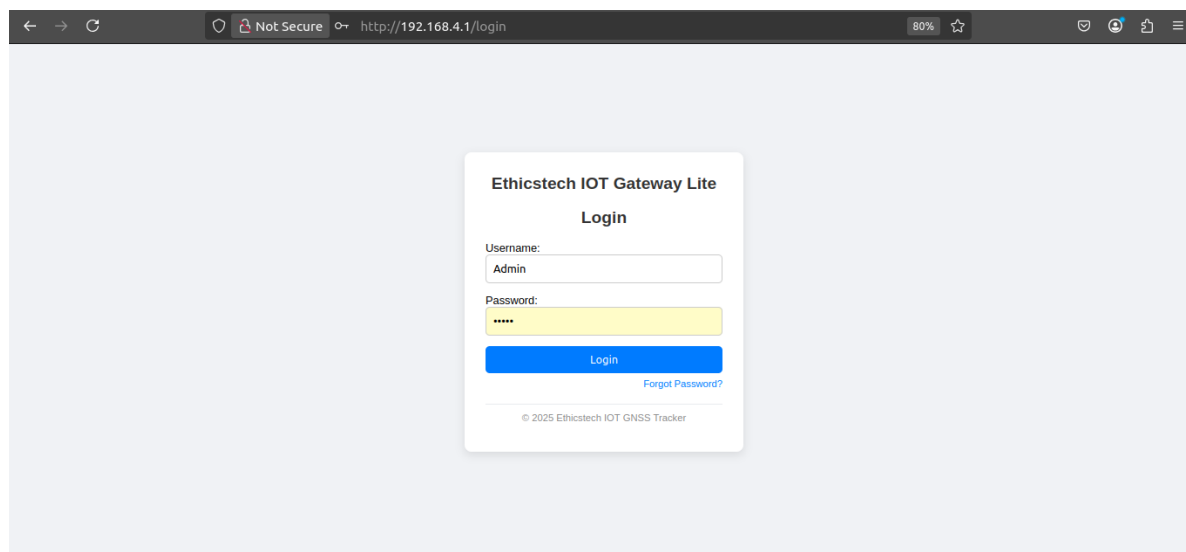 Not Secure http://192.168.4.1/login 80%
Ethicstech IOT Gateway Lite
Login
Username:
Admin
Password:
•••••
Login
Forgot Password?
© 2025 Ethicstech IOT GNSS Tracker